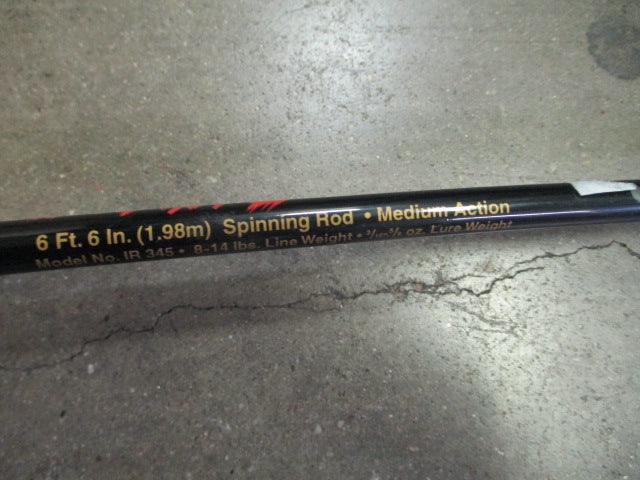 6 Ft. 6 In. (1.98m) Spinning Rod • Medium Action
Model No. IR 345 • 8-14 lbs. Line Weight • oz. Lure Weight